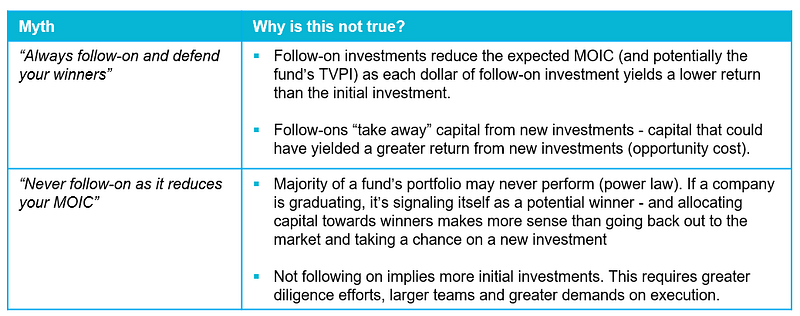 Myth
Why is this not true?
“Always follow-on and defend
your winners”
▪ Follow-on investments reduce the expected MOIC (and potentially the
fund’s TVPI) as each dollar of follow-on investment yields a lower return
than the initial investment.
▪ Follow-ons “take away” capital from new investments - capital that could
have yielded a greater return from new investments (opportunity cost).
“Never follow-on as it reduces
your MOIC”
▪ Majority of a fund’s portfolio may never perform (power law). If a company
is graduating, it’s signaling itself as a potential winner - and allocating
capital towards winners makes more sense than going back out to the
market and taking a chance on a new investment
▪ Not following on implies more initial investments. This requires greater
diligence efforts, larger teams and greater demands on execution.